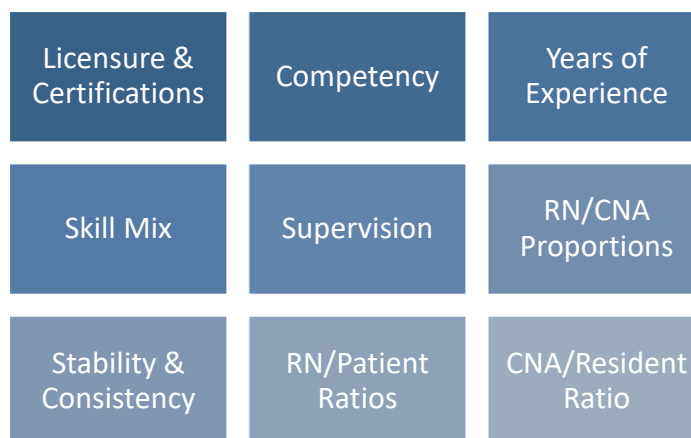 Licensure &
Certifications
Competency
Years of
Experience
Skill Mix
Supervision
RN/CNA
Proportions
Stability &
Consistency
RN/Patient
Ratios
CNA/Resident
Ratio